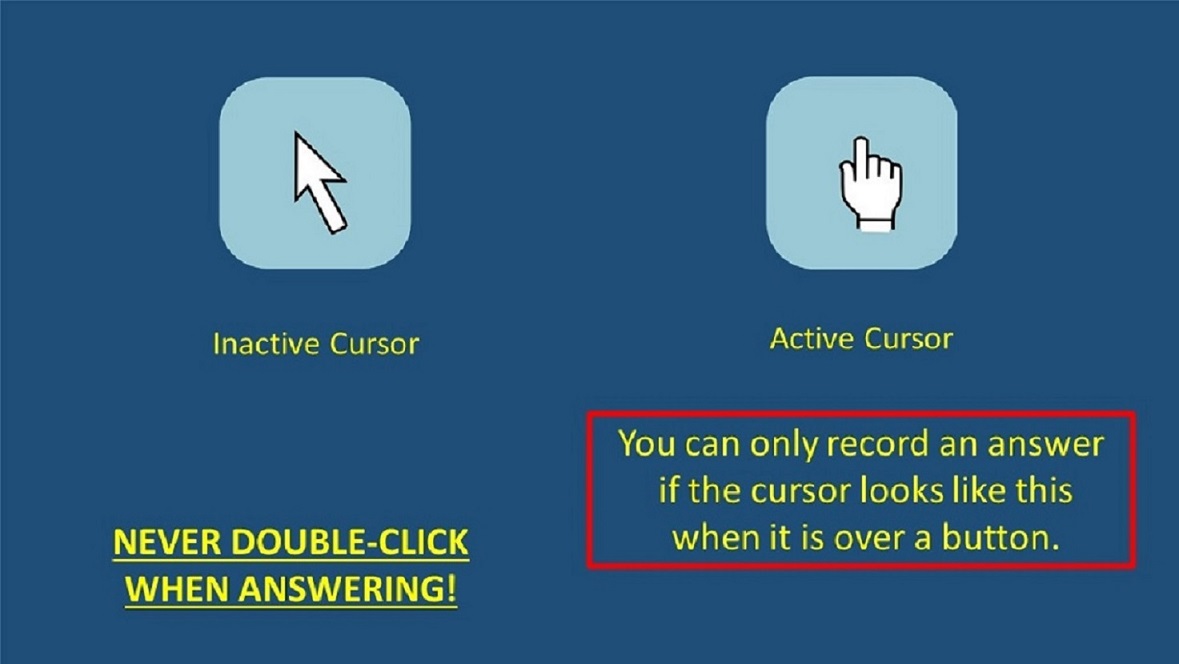 Inactive Cursor
Active Cursor
You can only record an answer
if the cursor looks like this
when it is over a button.
NEVER DOUBLE-CLICK
WHEN ANSWERING!